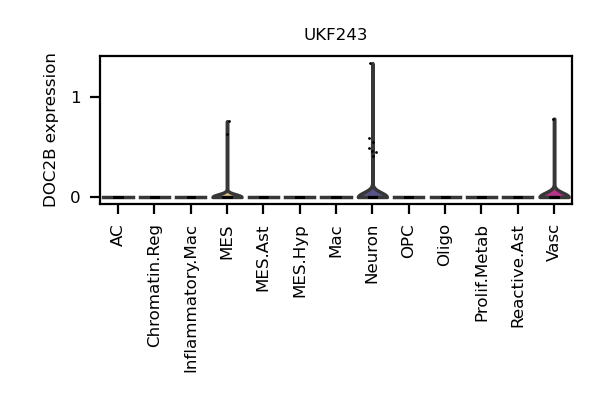 UKF243
DOC2B expression
1
0
AC
Chromatin.Reg
Inflammatory.Mac
MES
MES.Ast
MES.Hyp
Mac
Neuron
OPC
Oligo
Prolif.Metab
Reactive.Ast
Vasc